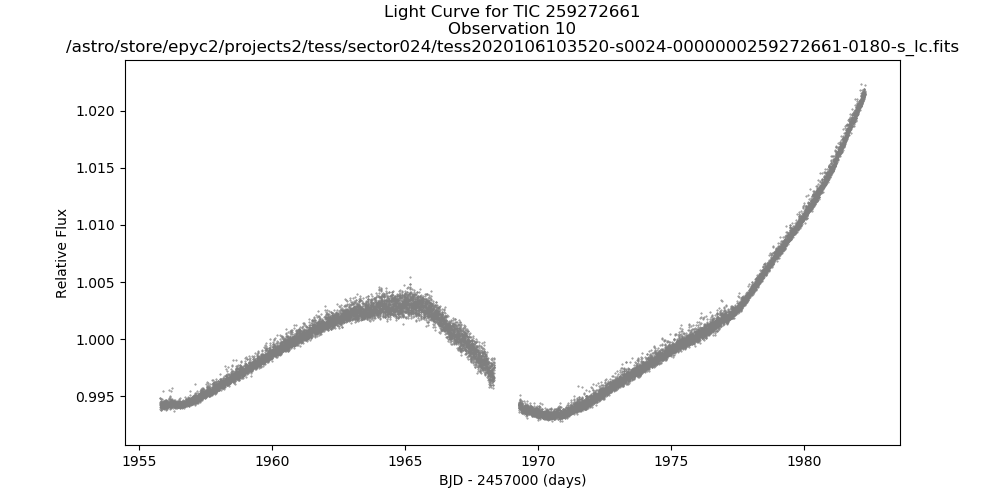 Light Curve for TIC 259272661
Observation 10
/astro/store/epyc2/projects2/tess/sector024/tess2020106103520-s0024-0000000259272661-0180-s_lc.fits
1.020
1.015
1.010
1.005
1.000
0.995
Relative Flux
1955
1960
1965
1970
1975
1980
BJD - 2457000 (days)